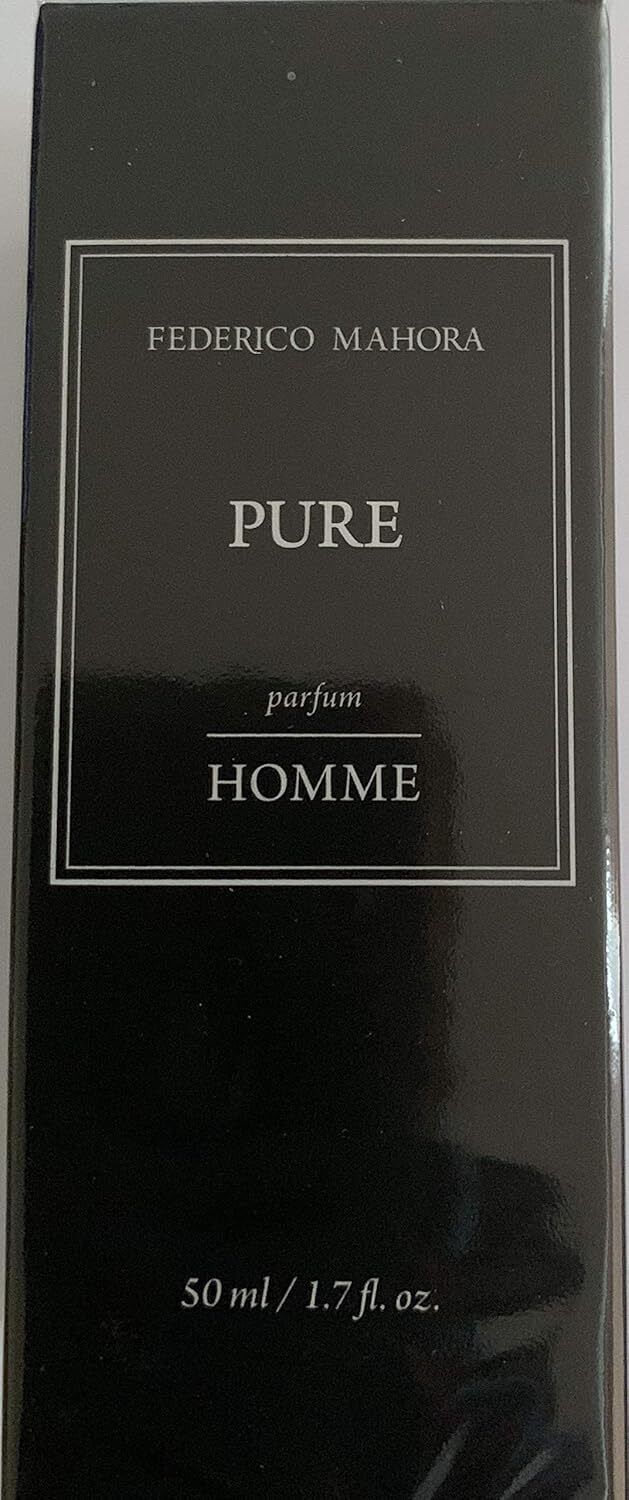 FEDERICO MAHORA
PURE
parfum
HOMME
50 ml / 1.7 fl. oz.